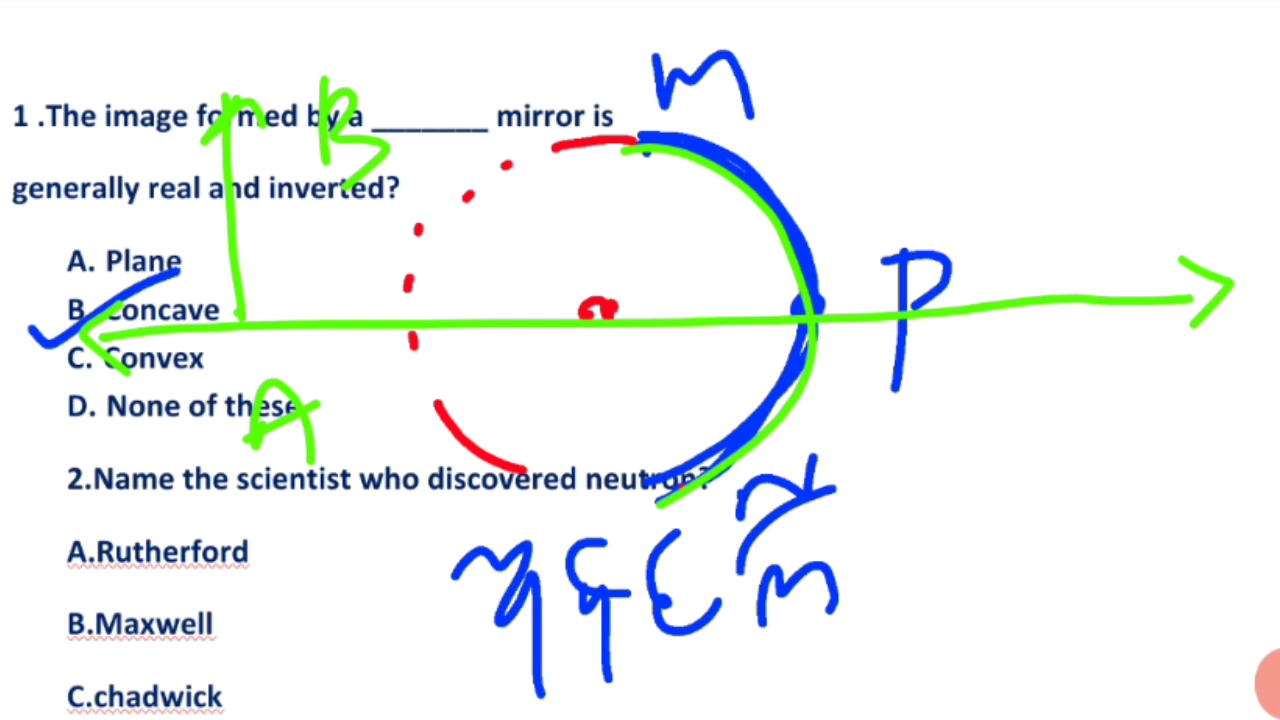 1 .The image formed by a _______ mirror is
generally real and inverted?
A. Plane
B. Concave
C. Convex
D. None of these
2.Name the scientist who discovered neutron?
A.Rutherford
B.Maxwell
C.chadwick
m
B
P
A